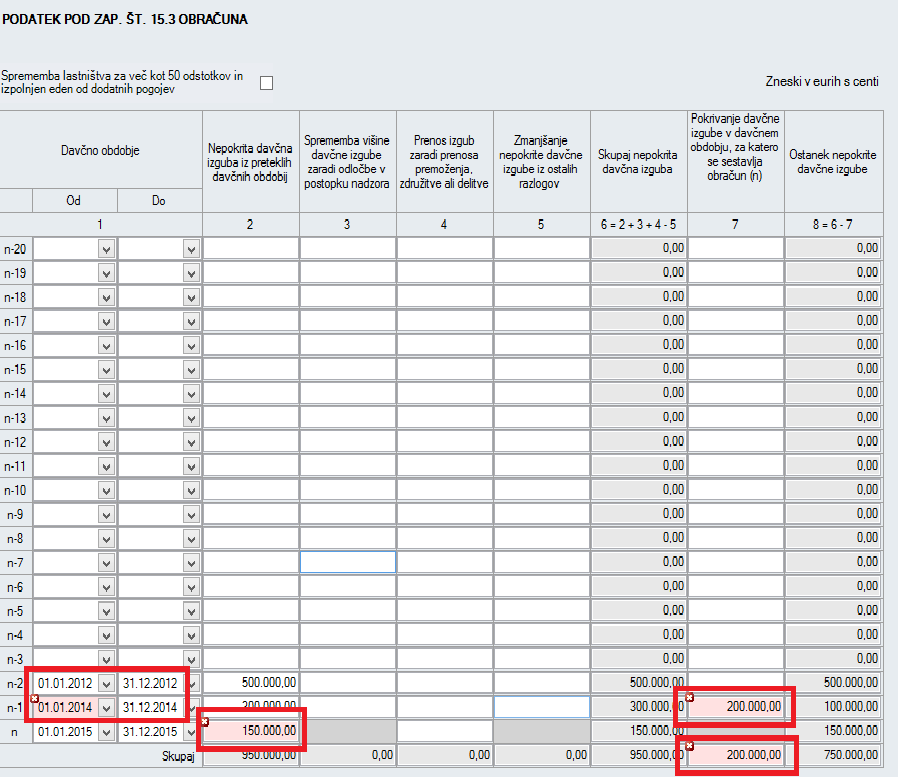 PODATEK POD ZAP. ŠT. 15.3 OBRAČUNA
Sprememba lastništva za več kot 50 odstotkov in
izpolnjen eden od dodatnih pogojev
Zneski v eurih s centi
Davčno obdobje
Nepokrita davčna
izguba iz preteklih
davčnih obdobij
Sprememba višine
davčne izgube
zaradi odločbe v
postopku nadzora
Prenos izgub
zaradi prenosa
premoženja,
združitve ali delitve
Zmanjšanje
nepokrite davčne
izgube iz ostalih
razlogov
Skupaj nepokrita
davčna izguba
Pokrivanje davčne
izgube v davčnem
obdobju, za katero
se sestavlja
obračun (n)
Ostanek nepokrite
davčne izgube
Od Do
1 2 3 4 5 6 = 2 + 3 + 4 - 5 7 8 = 6 - 7
n-20 0,00 0,00
n-19 0,00 0,00
n-18 0,00 0,00
n-17 0,00 0,00
n-16 0,00 0,00
n-15 0,00 0,00
n-14 0,00 0,00
n-13 0,00 0,00
n-12 0,00 0,00
n-11 0,00 0,00
n-10 0,00 0,00
n-9 0,00 0,00
n-8 0,00 0,00
n-7 0,00 0,00
n-6 0,00 0,00
n-5 0,00 0,00
n-4 0,00 0,00
n-3 0,00 0,00
n-2 01.01.2012 31.12.2012 500.000,00 500.000,00 500.000,00
n-1 01.01.2014 31.12.2014 300.000,00 300.000,00 200.000,00 100.000,00
n 01.01.2015 31.12.2015 150.000,00 150.000,00 150.000,00
Skupaj 950.000,00 0,00 0,00 0,00 950.000,00 200.000,00 750.000,00